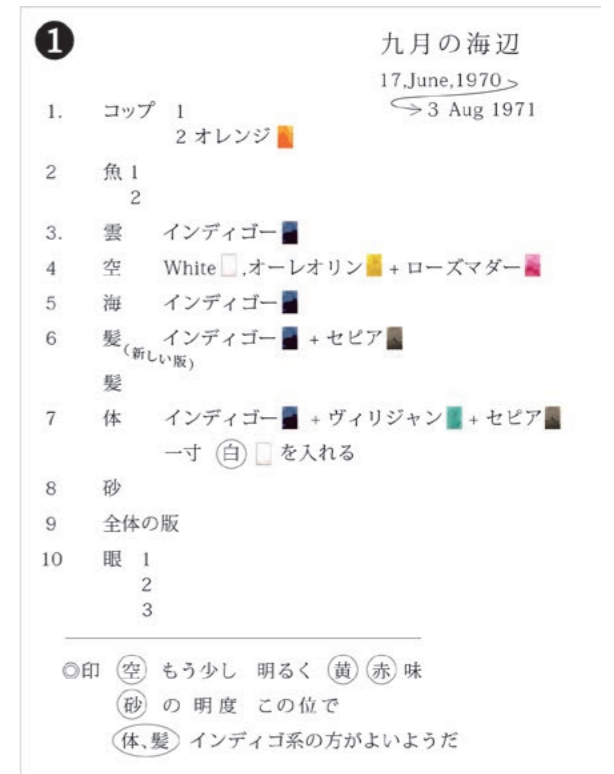 ❶
九月の海辺
17,June,1970
→ 3 Aug 1971
1. コップ 1
2 オレンジ
2 魚 1
2
3. 雲 インディゴー
4 空 White ,オーレオリン + ローズマダー
5 海 インディゴー
6 髪(新しい版) インディゴー + セピア
髪
7 体 インディゴー + ヴィリジャン + セピア
一寸 白 を入れる
8 砂
9 全体の版
10 眼 1
2
3
◎印 空 もう少し 明るく 黄 赤 味
砂 の 明度 この位で
体、髪 インディゴ系の方がよいようだ